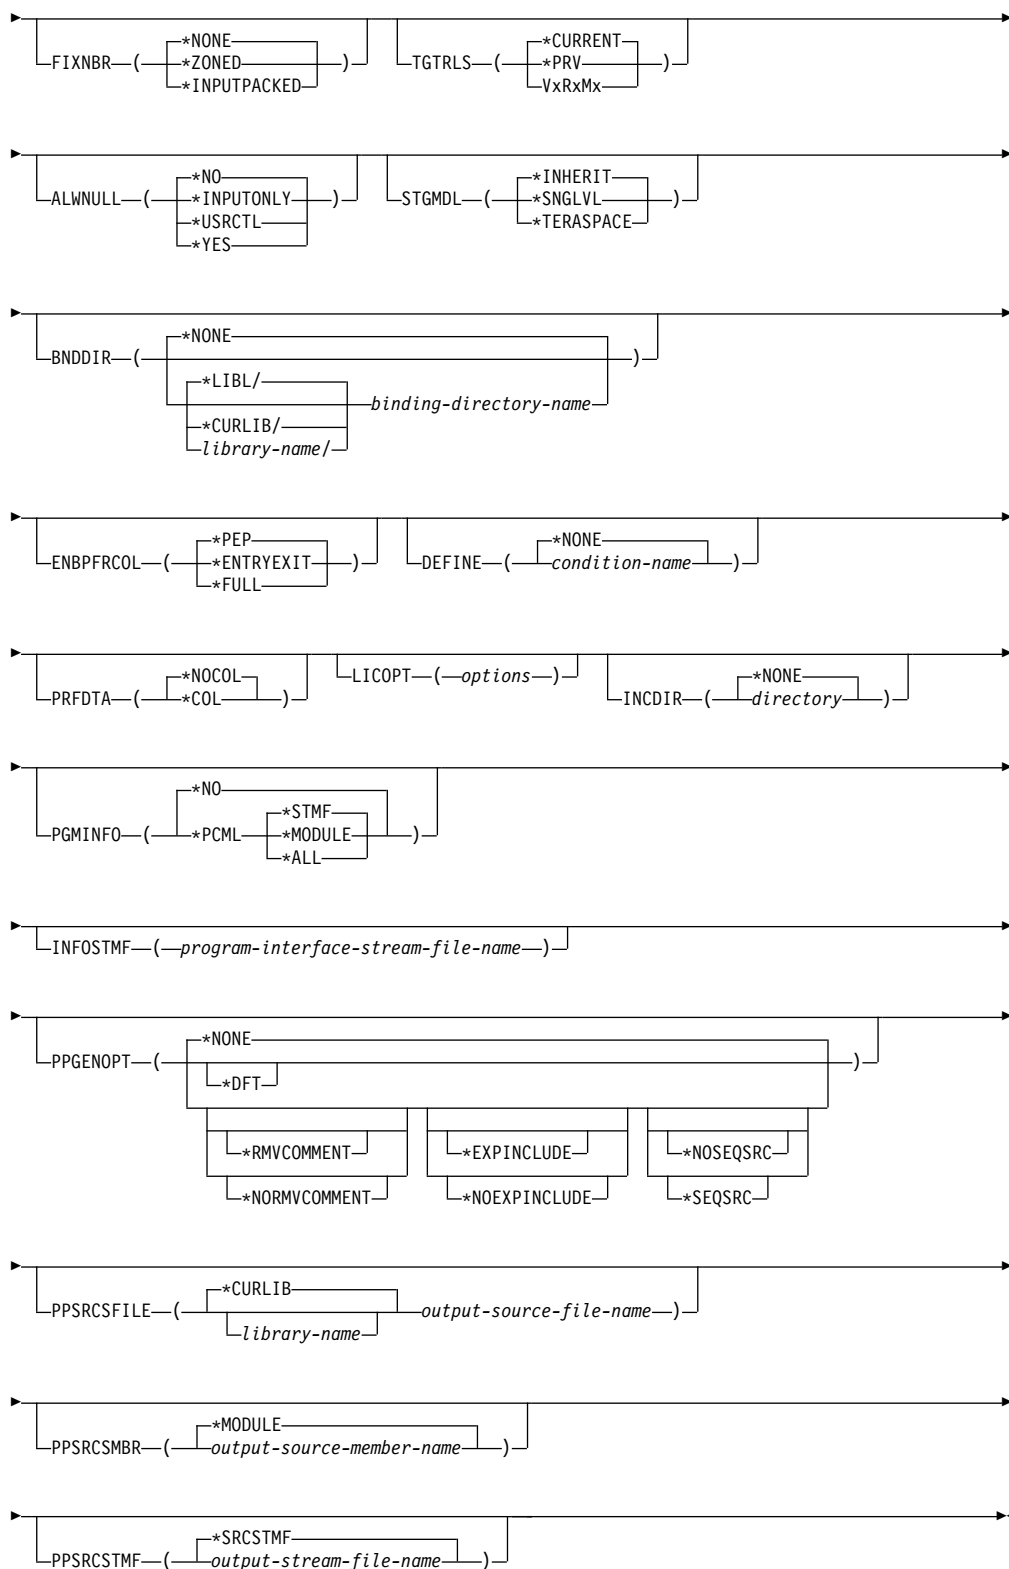 *NONE *CURRENT
FIXNBR ( *ZONED ) TGTRLS ( *PRV )
*INPUTPACKED VxRxMx
*NO *INHERIT
ALWNULL ( *INPUTONLY ) STGMDL ( *SNGLVL )
*USRCTL *TERASPACE
*YES
*NONE
BNDDIR ( )
*LIBL/ binding-directory-name
*CURLIB/
library-name/
*PEP *NONE
ENBPFRCOL ( *ENTRYEXIT ) DEFINE ( condition-name )
*FULL
*NOCOL LICOPT ( options ) *NONE
PRFDTA ( *COL ) INCDIR ( directory )
*NO
*STMF
PGMINFO ( *PCML *MODULE )
*ALL
INFOSTMF ( program-interface-stream-file-name )
*NONE
PPGENOPT ( )
*DFT
*RMVCOMMENT *EXPINCLUDE *NOSEQSRC
*NORMVCOMMENT *NOEXPINCLUDE *SEQSRC
*CURLIB
PPSRCSFILE ( output-source-file-name )
library-name
*MODULE
PPSRCSMBR ( output-source-member-name )
*SRCSTMF
PPSRCSTMF ( output-stream-file-name )